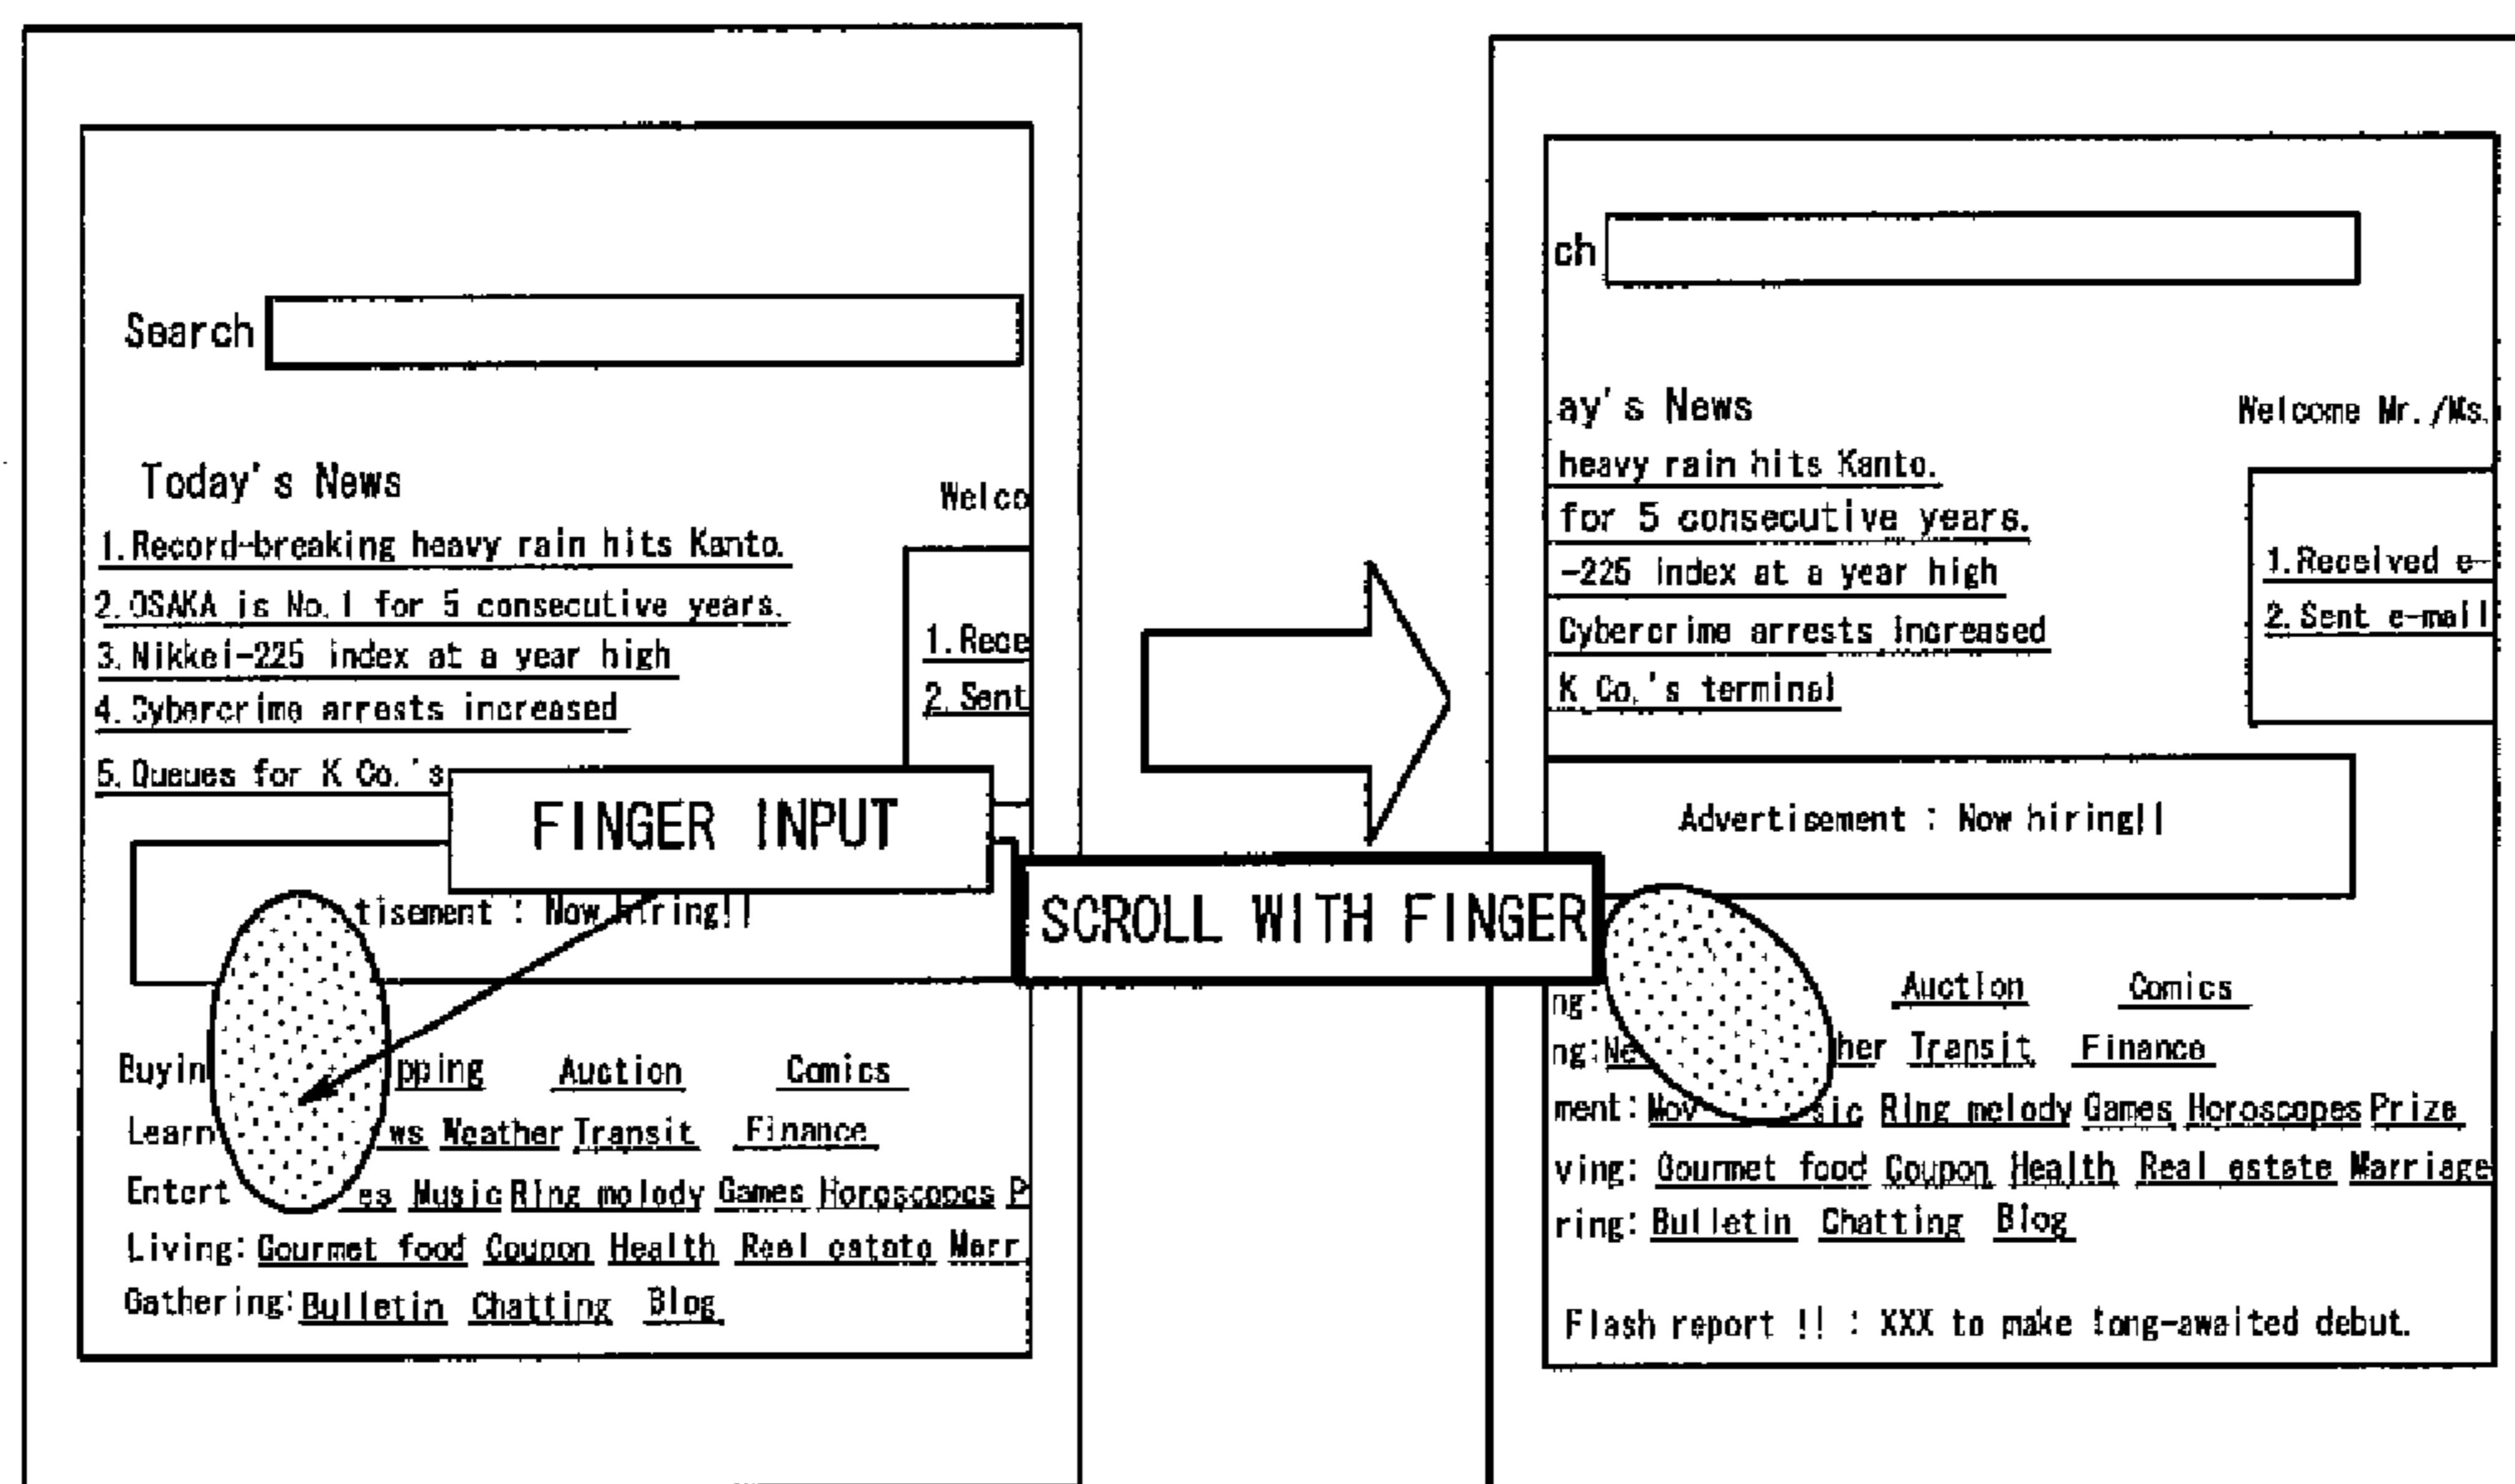 Search
Today's News
Welco
1.Record-breaking heavy rain hits Kanto.
2.OSAKA is No.1 for 5 consecutive years.
3.Nikkei-225 index at a year high
4.Cybercrime arrests increased
5.Queues for K Co.'s
1.Rece
2.Sent
FINGER INPUT
tisement : Now hiring!!
Buyin pping Auction Comics
Learn ws Weather Transit Finance
Entert es Music Ring melody Games Horoscopes P
Living: Gourmet food Coupon Health Real estate Marr
Gathering: Bulletin Chatting Blog
SCROLL WITH FINGER
ch
ay's News
Welcome Mr./Ms.
heavy rain hits Kanto.
for 5 consecutive years.
-225 index at a year high
Cybercrime arrests increased
K Co.'s terminal
1.Received e-
2.Sent e-mail
Advertisement : Now hiring!!
ng: Auction Comics
ng:Ne her Transit Finance
ment: Mov sic Ring melody Games Horoscopes Prize
ving: Gourmet food Coupon Health Real estate Marriage
ring: Bulletin Chatting Blog
Flash report !! : XXX to make long-awaited debut.